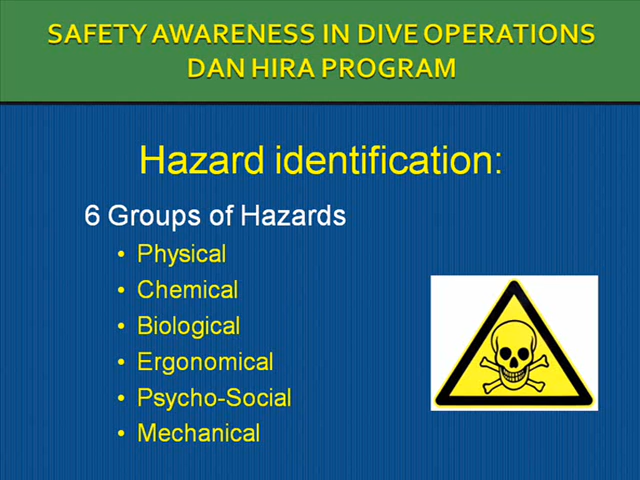 SAFETY AWARENESS IN DIVE OPERATIONS
DAN HIRA PROGRAM
Hazard identification:
6 Groups of Hazards
• Physical
• Chemical
• Biological
• Ergonomical
• Psycho-Social
• Mechanical